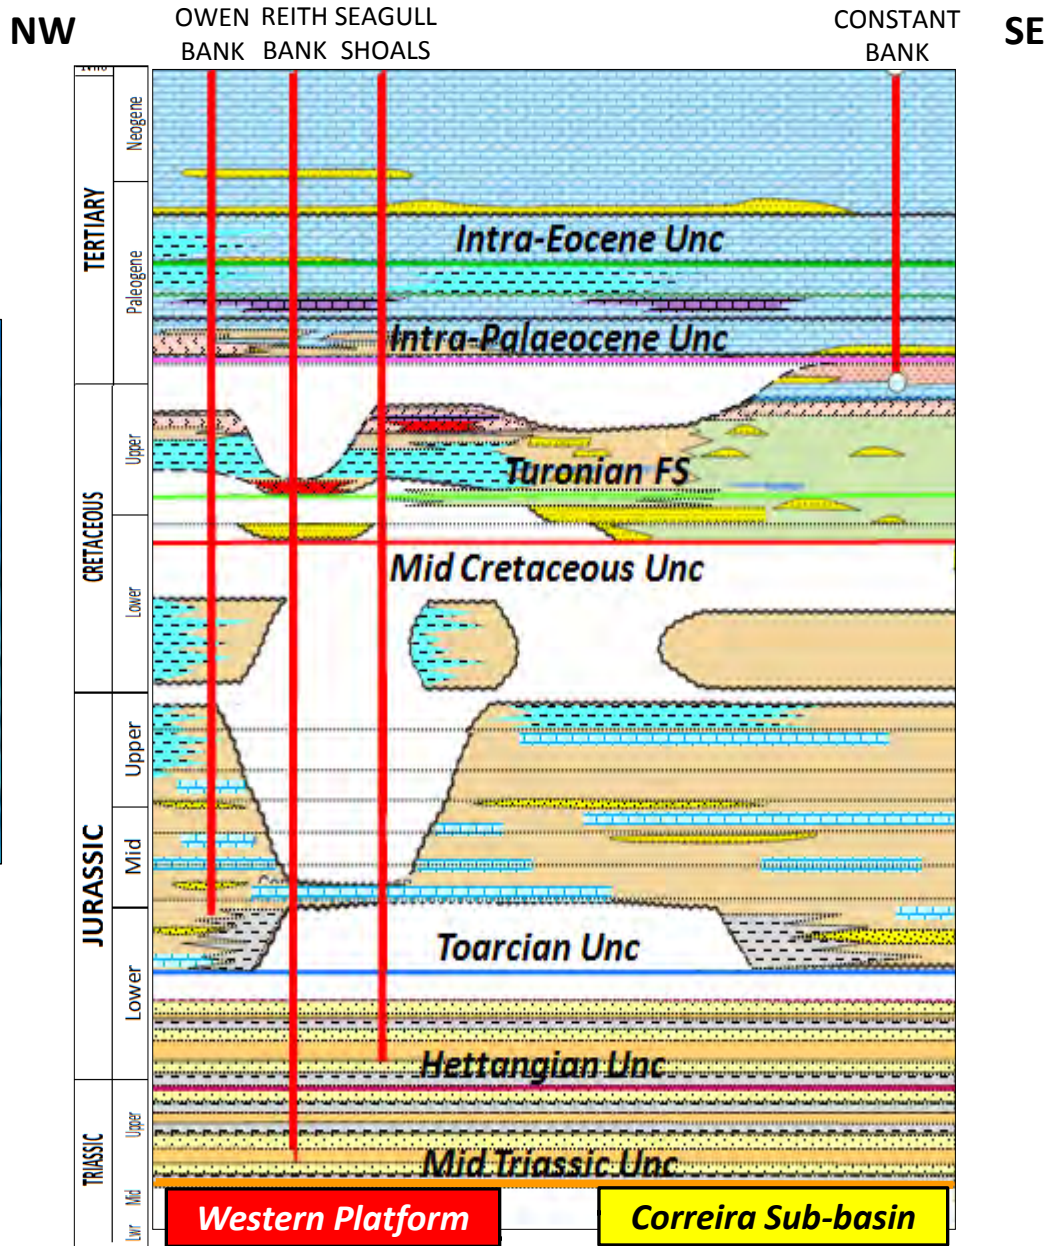 NW
OWEN REITH SEAGULL
BANK BANK SHOALS
CONSTANT
BANK
SE
TERTIARY
Neogene
Paleogene
Intra-Eocene Unc
Intra-Palaeocene Unc
CRETACEOUS
Upper
Lower
Turonian FS
Mid Cretaceous Unc
JURASSIC
Upper
Mid
Lower
Toarcian Unc
Hettangian Unc
TRIASSIC
Upper
Mid
Lwr
Mid Triassic Unc
Western Platform
Correira Sub-basin